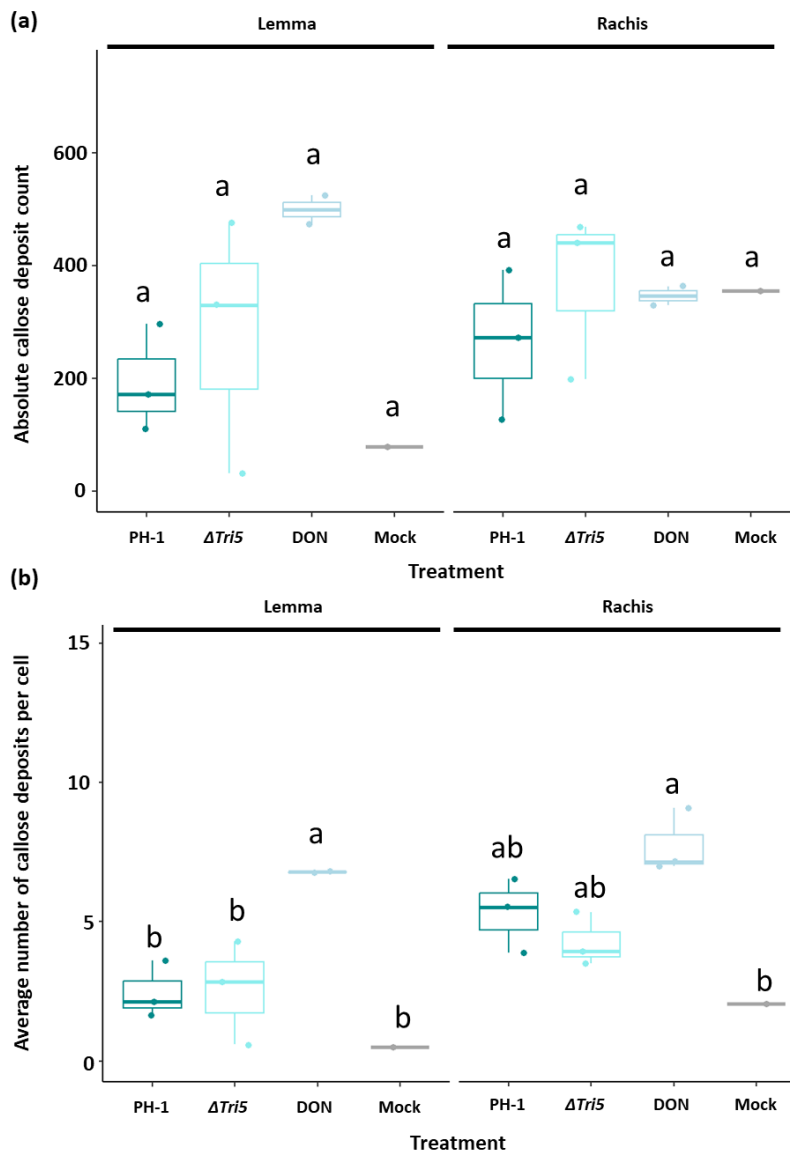 (a)
Lemma Rachis
Absolute callose deposit count
600
400
200
0
a a a a a a a a
PH-1 ΔTri5 DON Mock PH-1 ΔTri5 DON Mock
Treatment
(b)
Lemma Rachis
Average number of callose deposits per cell
15
10
5
0
b b a b ab ab a b
PH-1 ΔTri5 DON Mock PH-1 ΔTri5 DON Mock
Treatment